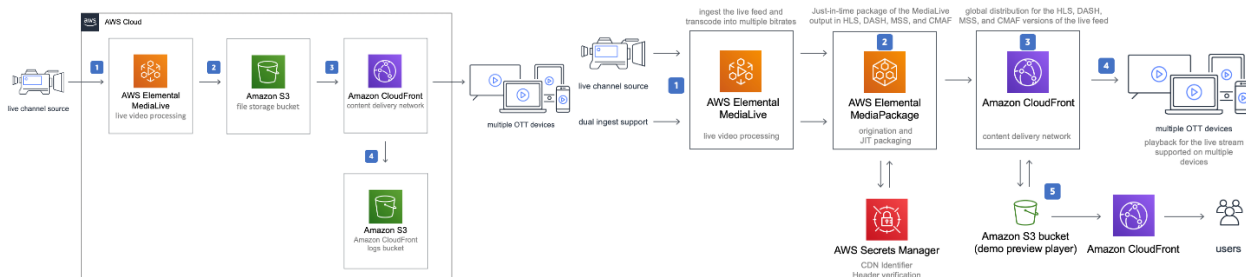 aws
AWS Cloud
1
2
3
live channel source
AWS Elemental
MediaLive
live video processing
Amazon S3
file storage bucket
Amazon CloudFront
content delivery network
multiple OTT devices
4
Amazon S3
Amazon CloudFront
logs bucket
ingest the live feed and
transcode into multiple bitrates
Just-in-time package of the MediaLive
output in HLS, DASH, MSS, and CMAF
global distribution for the HLS, DASH,
MSS, and CMAF versions of the live feed
live channel source
1
dual ingest support
AWS Elemental
MediaLive
live video processing
2
AWS Elemental
MediaPackage
origination and
JIT packaging
3
Amazon CloudFront
content delivery network
4
multiple OTT devices
playback for the live stream
supported on multiple
devices
AWS Secrets Manager
CDN Identifier
Header verification
5
Amazon S3 bucket
(demo preview player)
Amazon CloudFront
users